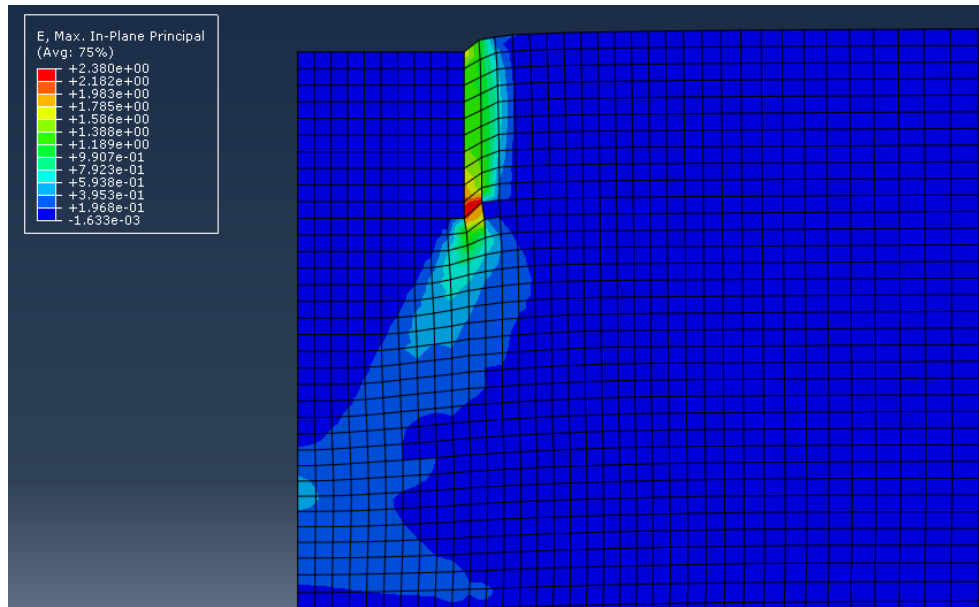 E, Max. In-Plane Principal
(Avg: 75%)
+2.380e+00
+2.182e+00
+1.983e+00
+1.785e+00
+1.586e+00
+1.388e+00
+1.189e+00
+9.907e-01
+7.923e-01
+5.938e-01
+3.953e-01
+1.968e-01
-1.633e-03